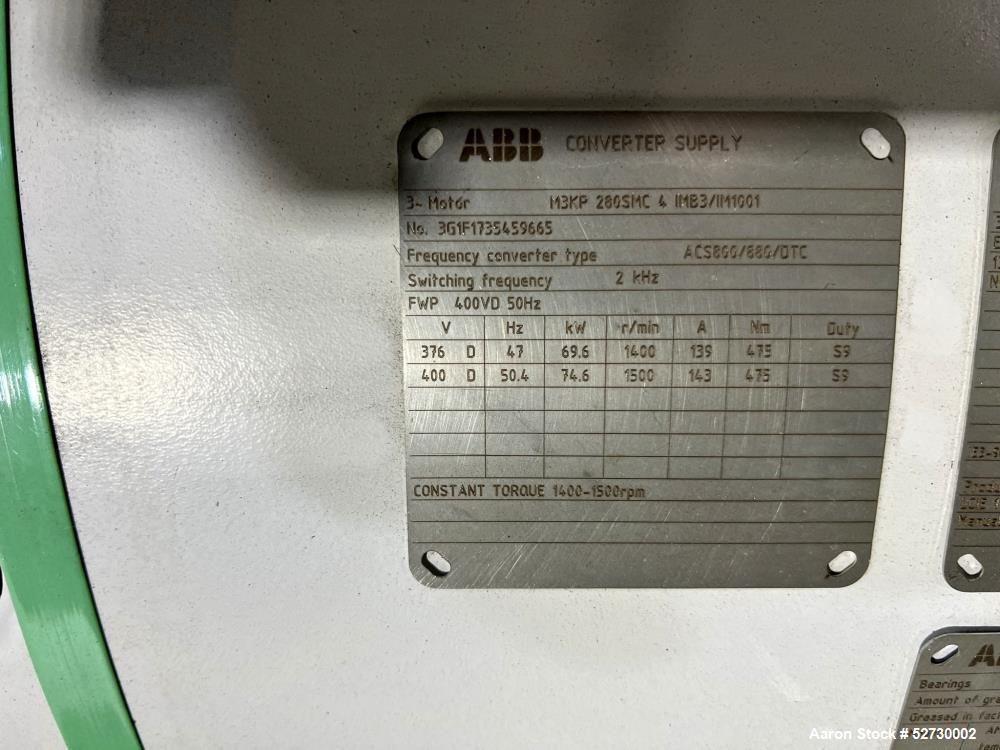 ABB CONVERTER SUPPLY
3~ Motor M3KP 280SMC 4 IMB3/IM1001
No. 3G1F1735459665
Frequency converter type ACS800/880/DTC
Switching frequency 2 kHz
FWP 400VD 50Hz
V Hz kW r/min A Nm Duty
376 D 47 69.6 1400 139 475 S9
400 D 50.4 74.6 1500 143 475 S9
CONSTANT TORQUE 1400-1500rpm
Bearings
Amount of
Greased in
Aaron Stock # 52730002